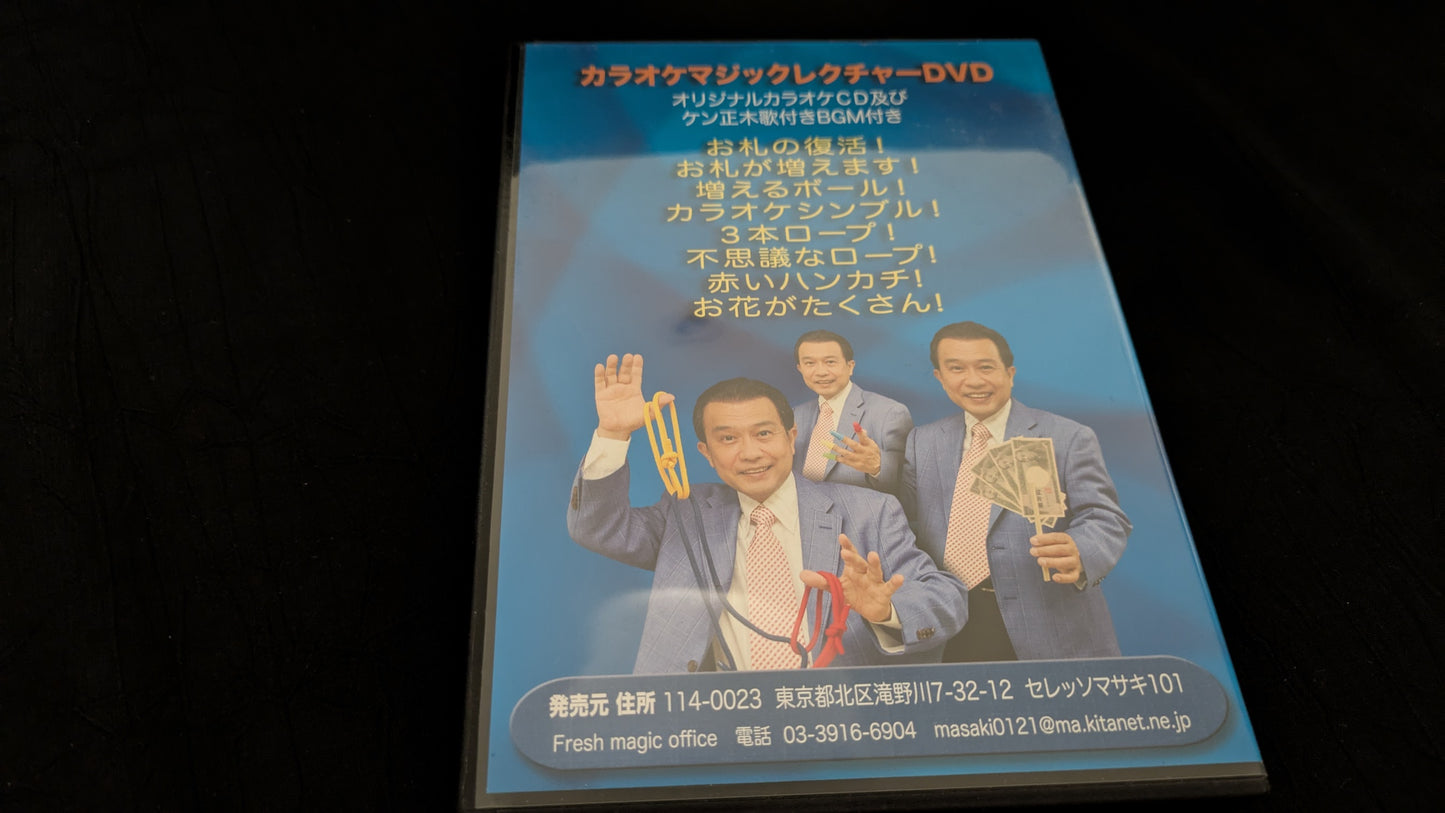 カラオケマジックレクチャーDVD
オリジナルカラオケCD及び
ケン正木歌付きBGM付き
お札の復活！
お札が増えます！
増えるボール！
カラオケシンブル！
３本ロープ！
不思議なロープ！
赤いハンカチ！
お花がたくさん！
発売元 住所 114-0023 東京都北区滝野川7-32-12 セレッソマサキ101
Fresh magic office 電話 03-3916-6904 masaki0121@ma.kitanet.ne.jp